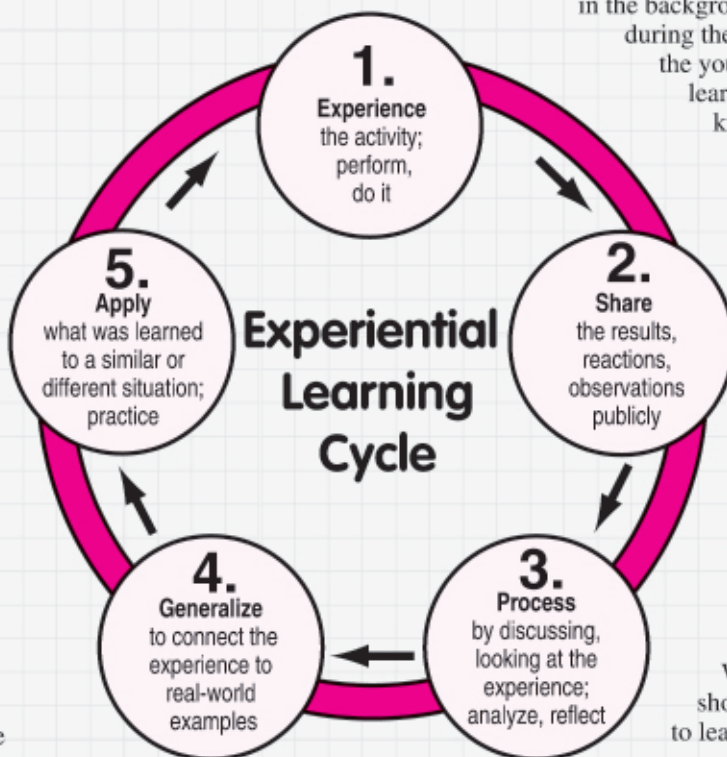 in the backgro
during the
the you
lear
k
1.
Experience
the activity;
perform,
do it
2.
Share
the results,
reactions,
observations
publicly
3.
Process
by discussing,
looking at the
experience;
analyze, reflect
4.
Generalize
to connect the
experience to
real-world
examples
5.
Apply
what was learned
to a similar or
different situation;
practice
Experiential
Learning
Cycle
sho
to lea
e